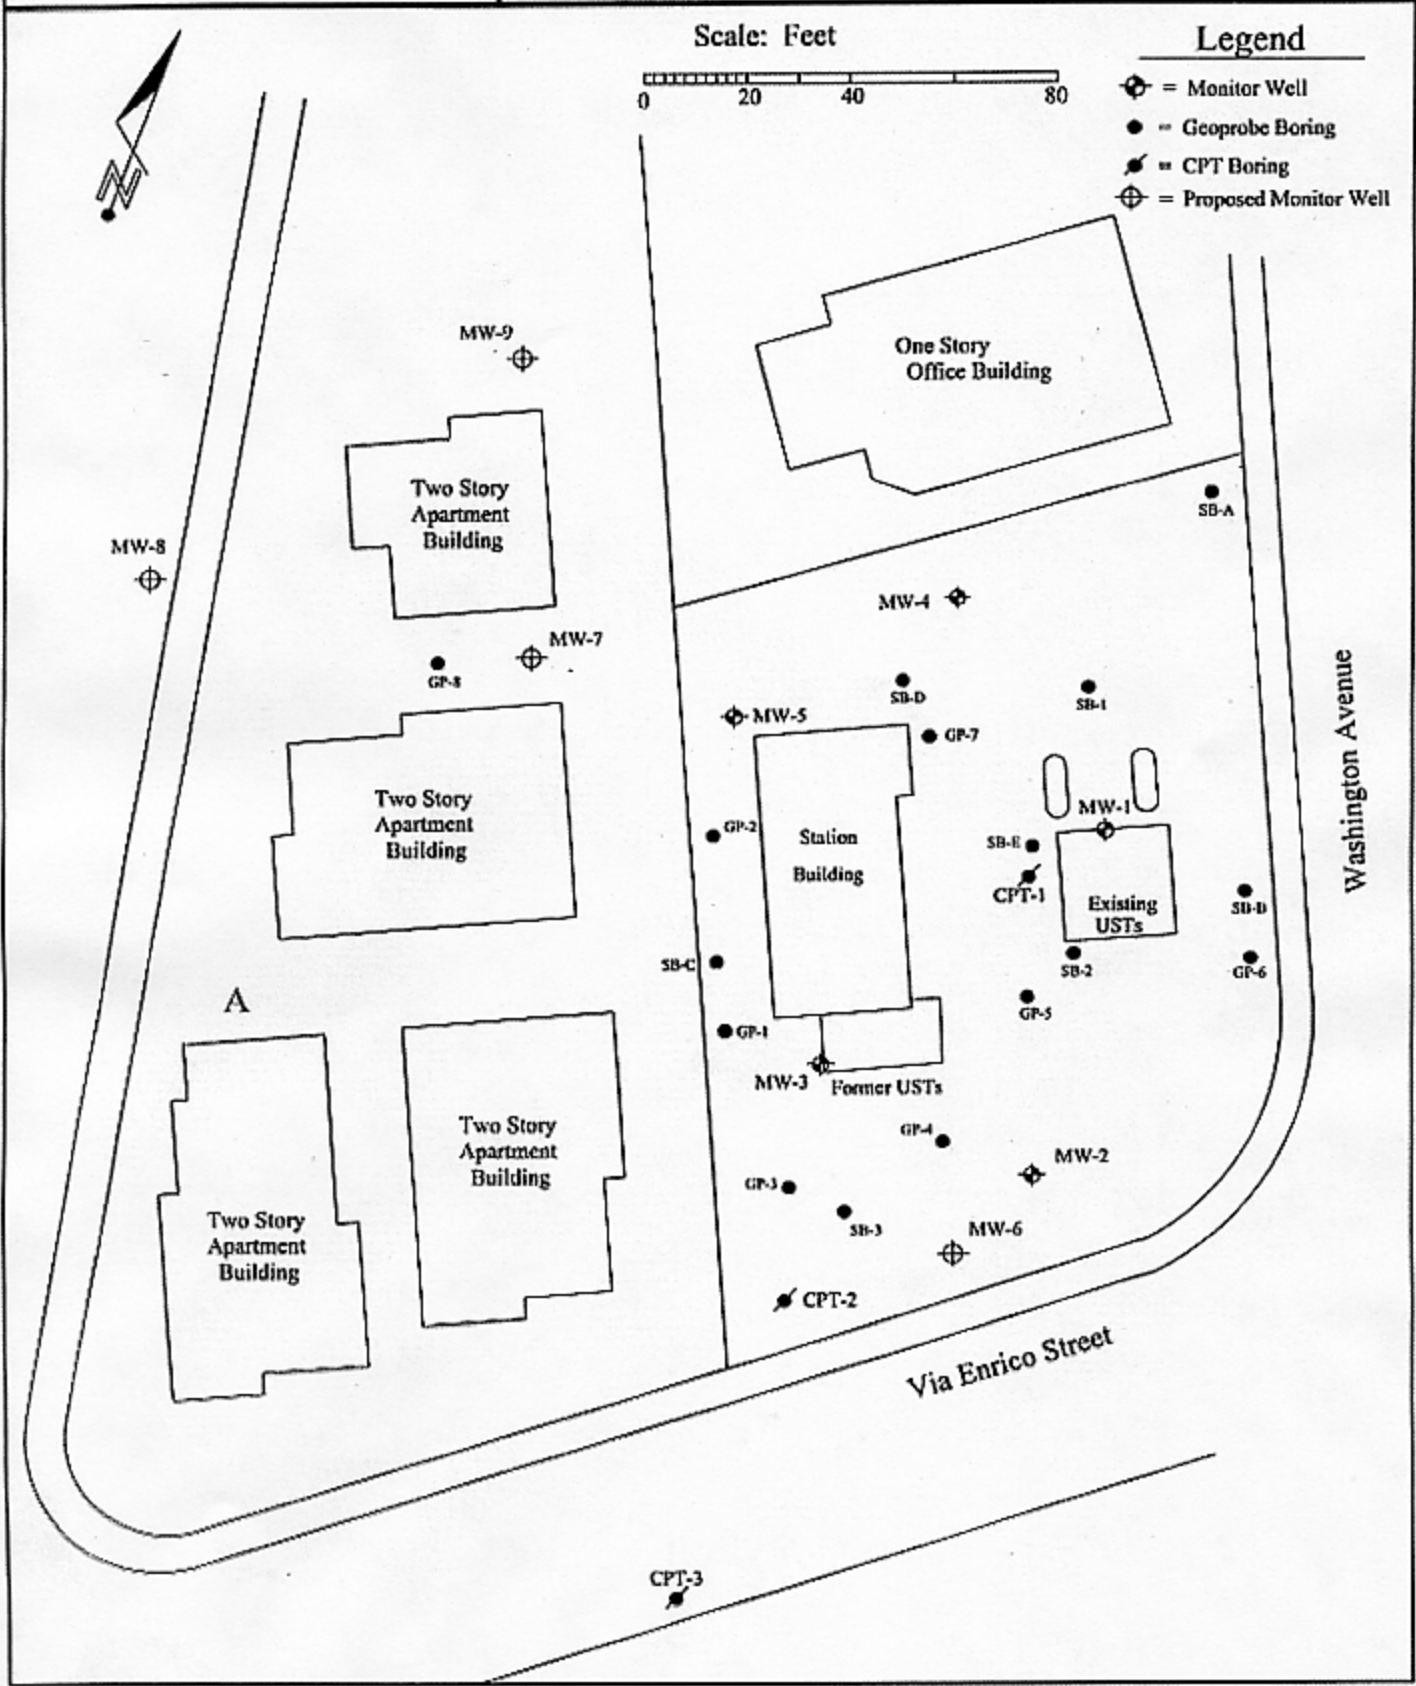 Scale: Feet
0 20 40 80
Legend
= Monitor Well
= Geoprobe Boring
= CPT Boring
= Proposed Monitor Well
N
One Story
Office Building
MW-9
Two Story
Apartment
Building
SB-A
MW-8
MW-4
MW-7
GP-8
SB-D
SB-1
MW-5
GP-7
Washington Avenue
Two Story
Apartment
Building
MW-1
GP-2
Station
Building
SB-E
CPT-1
Existing
USTs
SB-B
SB-C
SB-2
GP-6
A
GP-5
GP-1
MW-3
Former USTs
Two Story
Apartment
Building
GP-4
MW-2
GP-3
SB-3
Two Story
Apartment
Building
MW-6
CPT-2
Via Enrico Street
CPT-3